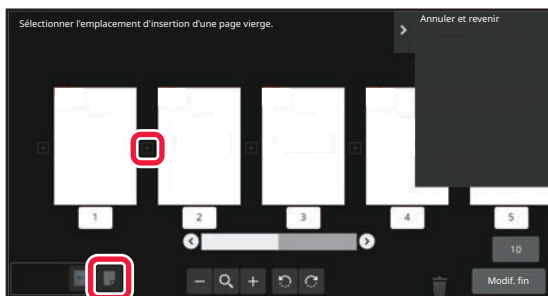 Sélectionner l'emplacement d'insertion d'une page vierge.
Annuler et revenir
1
2
3
4
5
10
Modif. fin